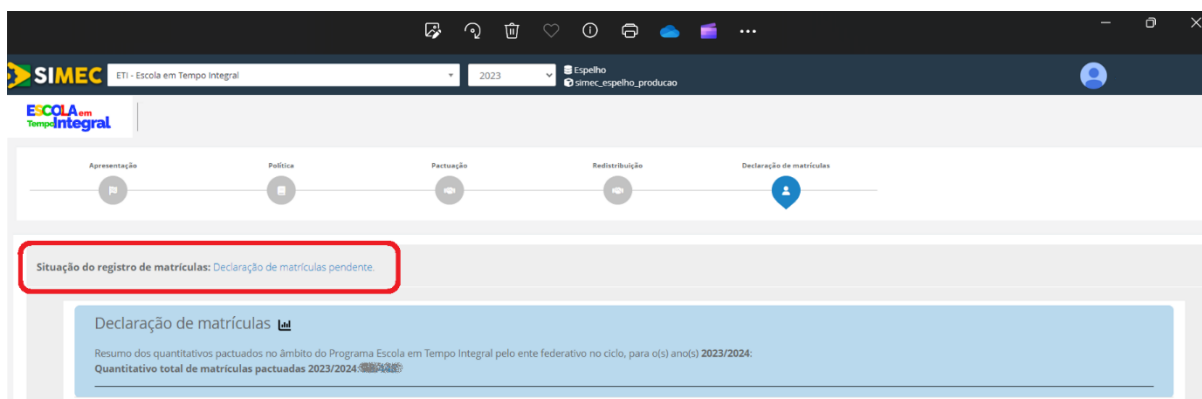 SIMEC
ETI - Escola em Tempo Integral
2023
Espelho
simec_espelho_producao
ESCOLA em
Tempo Integral
Apresentação
Política
Pactuação
Redistribuição
Declaração de matrículas
Situação do registro de matrículas: Declaração de matrículas pendente.
Declaração de matrículas
Resumo dos quantitativos pactuados no âmbito do Programa Escola em Tempo Integral pelo ente federativo no ciclo, para o(s) ano(s) 2023/2024:
Quantitativo total de matrículas pactuadas 2023/2024: